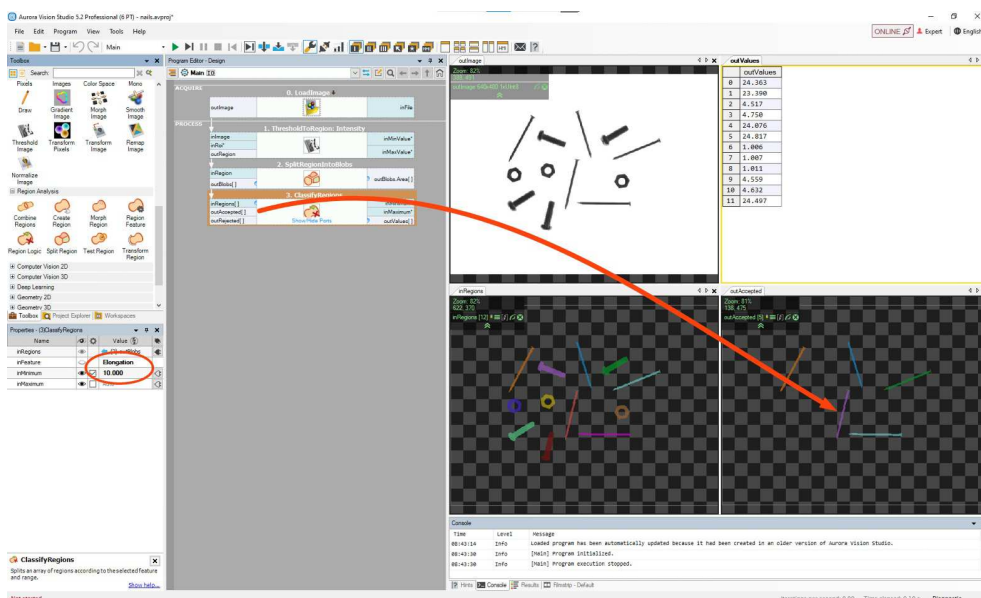 Aurora Vision Studio 5.2 Professional (6 PT) - nails.avproj*
File Edit Program View Tools Help
ONLINE Expert English
Main
Toolbox
Search:
Pixels Images Color Space Mono
Draw Gradient Image Morph Image Smooth Image
Threshold Image Transform Pixels Transform Image Remap Image
Normalize Image
Region Analysis
Combine Regions Create Region Morph Region Region Feature
Region Logic Split Region Test Region Transform Region
Computer Vision 2D
Computer Vision 3D
Deep Learning
Geometry 2D
Geometry 3D
Toolbox Project Explorer Workspaces
Properties - (3)ClassifyRegions
Name Value
inRegions
inFeature Elongation
inMinimum 10.000
inMaximum
ClassifyRegions
Splits an array of regions according to the selected feature and range.
Show help...
Program Editor - Design
Main
ACQUIRE
0. LoadImage
outImage inFile
PROCESS
1. ThresholdToRegion: Intensity
inImage inMinValue*
inRoi*
outRegion inMaxValue*
2. SplitRegionIntoBlobs
inRegion
outBlobs[ ] outBlobs.Area[ ]
3. ClassifyRegions
inRegions[ ]
outAccepted[ ] inMaximum*
outRejected[ ] Show More Ports outValues[ ]
outImage
Zoom: 82%
outValues
outValues
0 24.363
1 23.390
2 4.517
3 4.750
4 24.076
5 24.817
6 1.006
7 1.007
8 1.011
9 4.559
10 4.632
11 24.497
inRegions
Zoom: 82%
622, 370
inRegions [12]
outAccepted
Zoom: 81%
138, 475
outAccepted [5]
Console
Time Level Message
08:43:14 Info Loaded program has been automatically updated because it had been created in an older version of Aurora Vision Studio.
08:43:30 Info [Main] Program initialized.
08:43:30 Info [Main] Program execution stopped.
Hints Console Results Filmstrip - Default